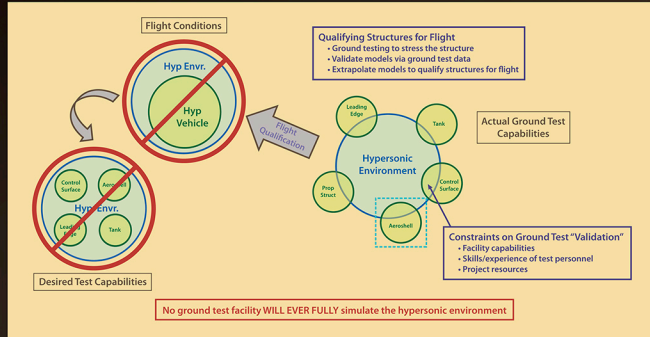 Flight Conditions
Hyp Envr.
Hyp
Vehicle
Qualifying Structures for Flight
• Ground testing to stress the structure
• Validate models via ground test data
• Extrapolate models to qualify structures for flight
Flight
Qualification
Leading
Edge
Tank
Actual Ground Test
Capabilities
Hypersonic
Environment
Prop
Struct
Control
Surface
Aeroshell
Control
Surface
Aeroshell
Hyp Envr.
Leading
Edge
Tank
Desired Test Capabilities
Constraints on Ground Test "Validation"
• Facility capabilities
• Skills/experience of test personnel
• Project resources
No ground test facility WILL EVER FULLY simulate the hypersonic environment